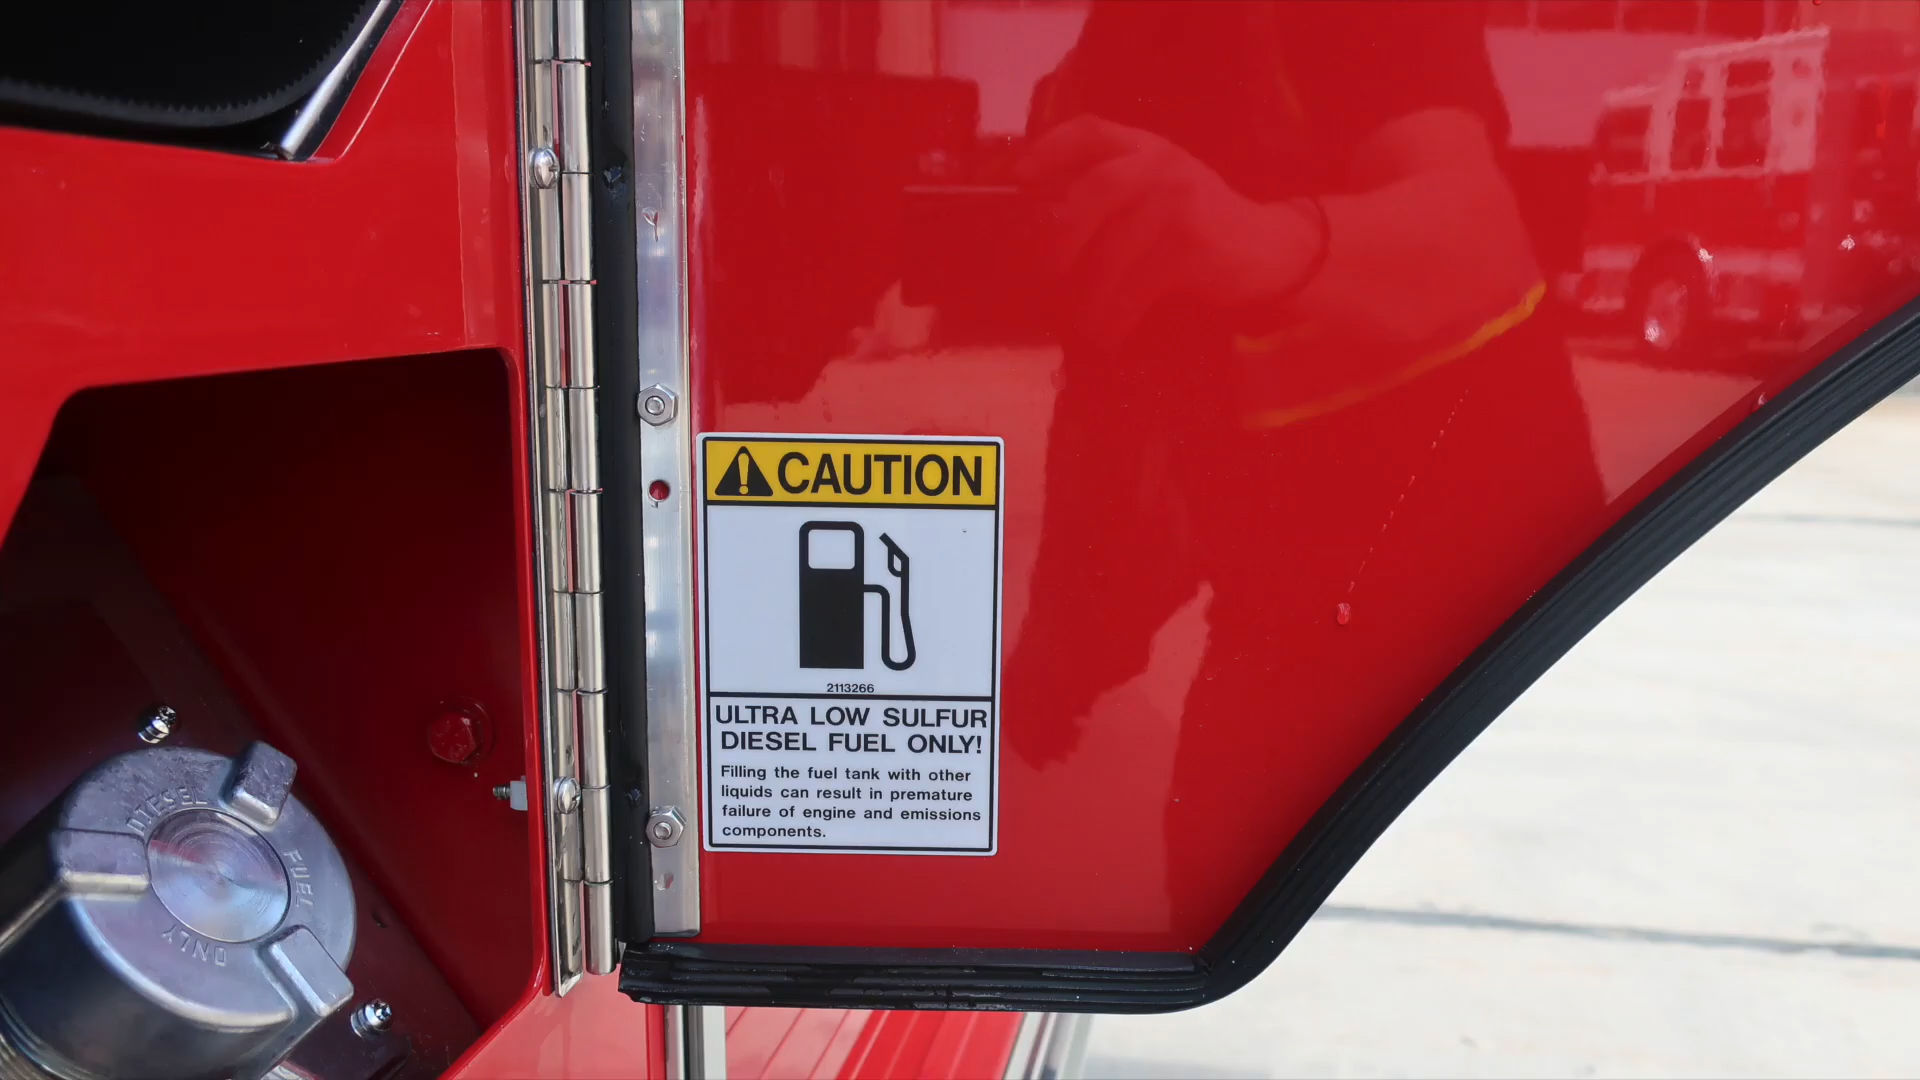 CAUTION
2113266
ULTRA LOW SULFUR
DIESEL FUEL ONLY!
Filling the fuel tank with other
liquids can result in premature
failure of engine and emissions
components.
DIESEL
FUEL
ONLY